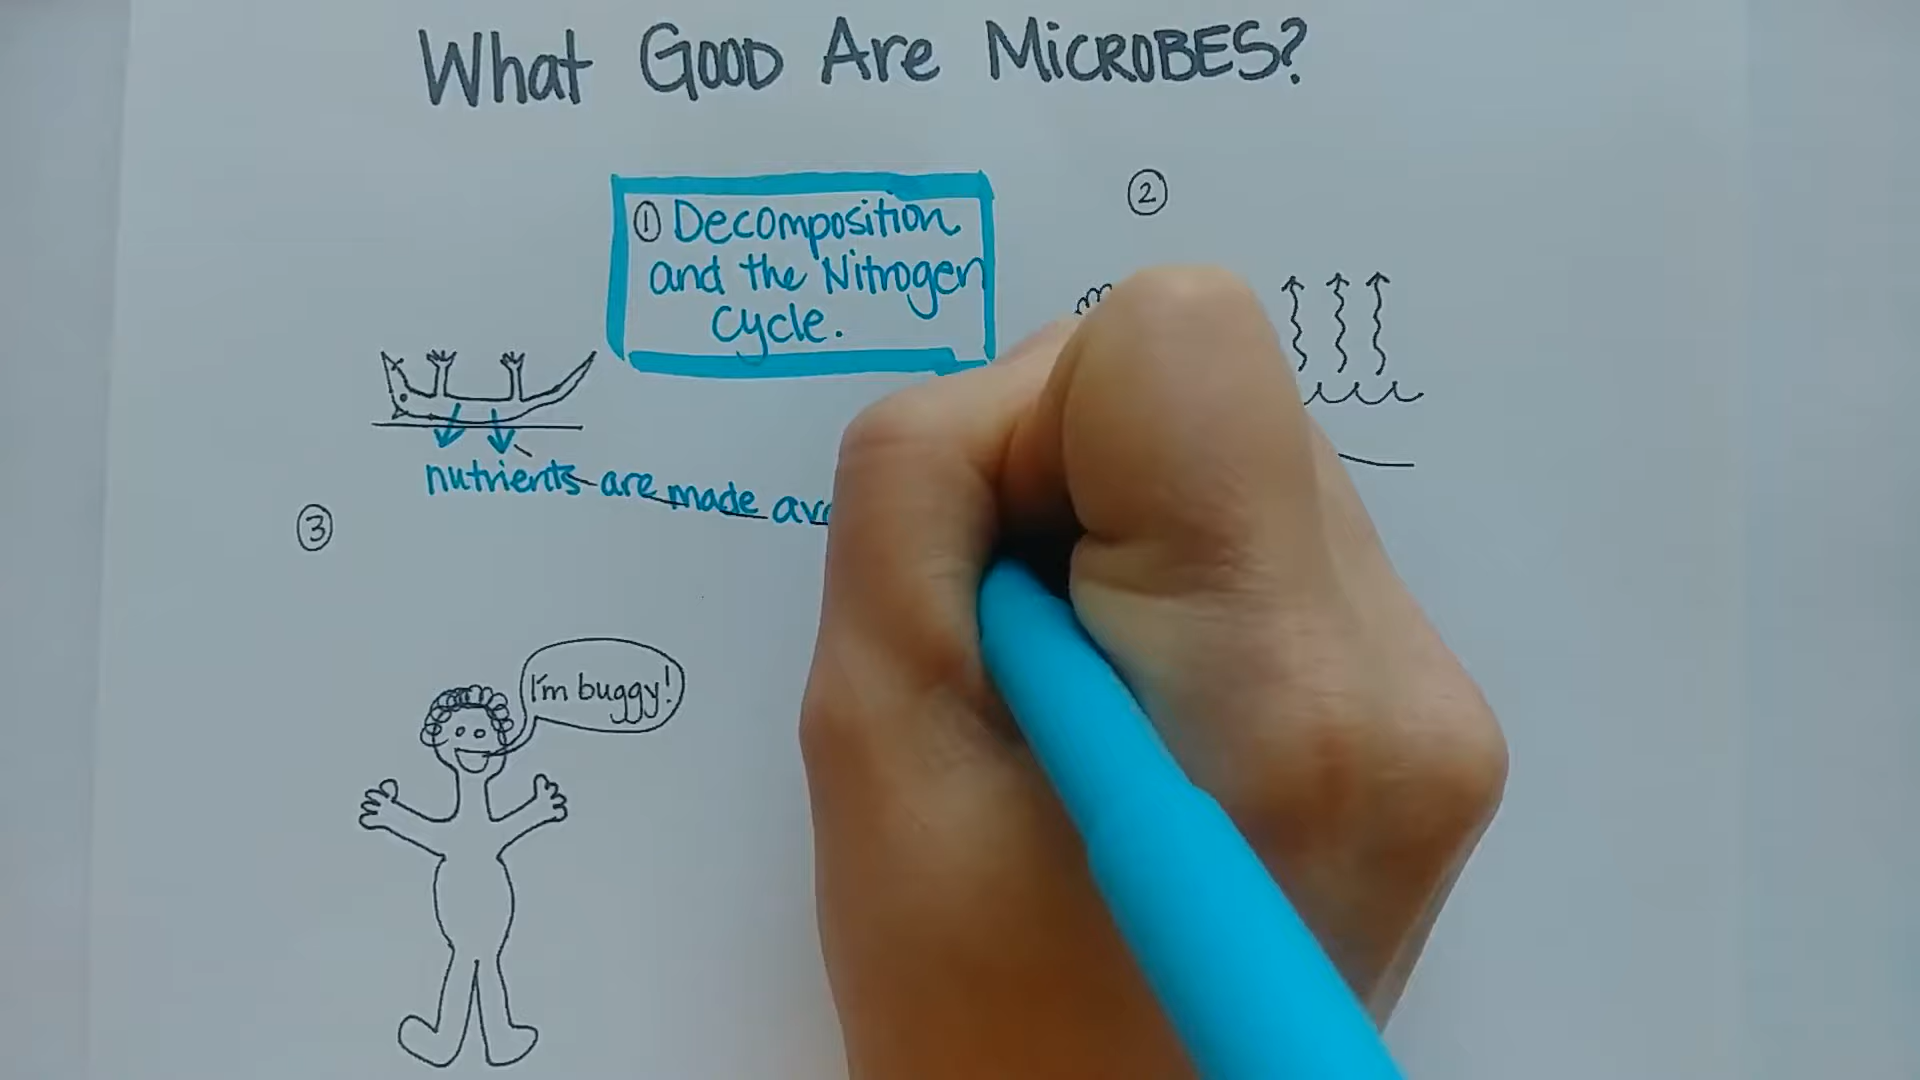 What GOOD Are MiCROBES?
① Decomposition
and the Nitrogen
cycle.
②
nutrients are made
③
I'm buggy!